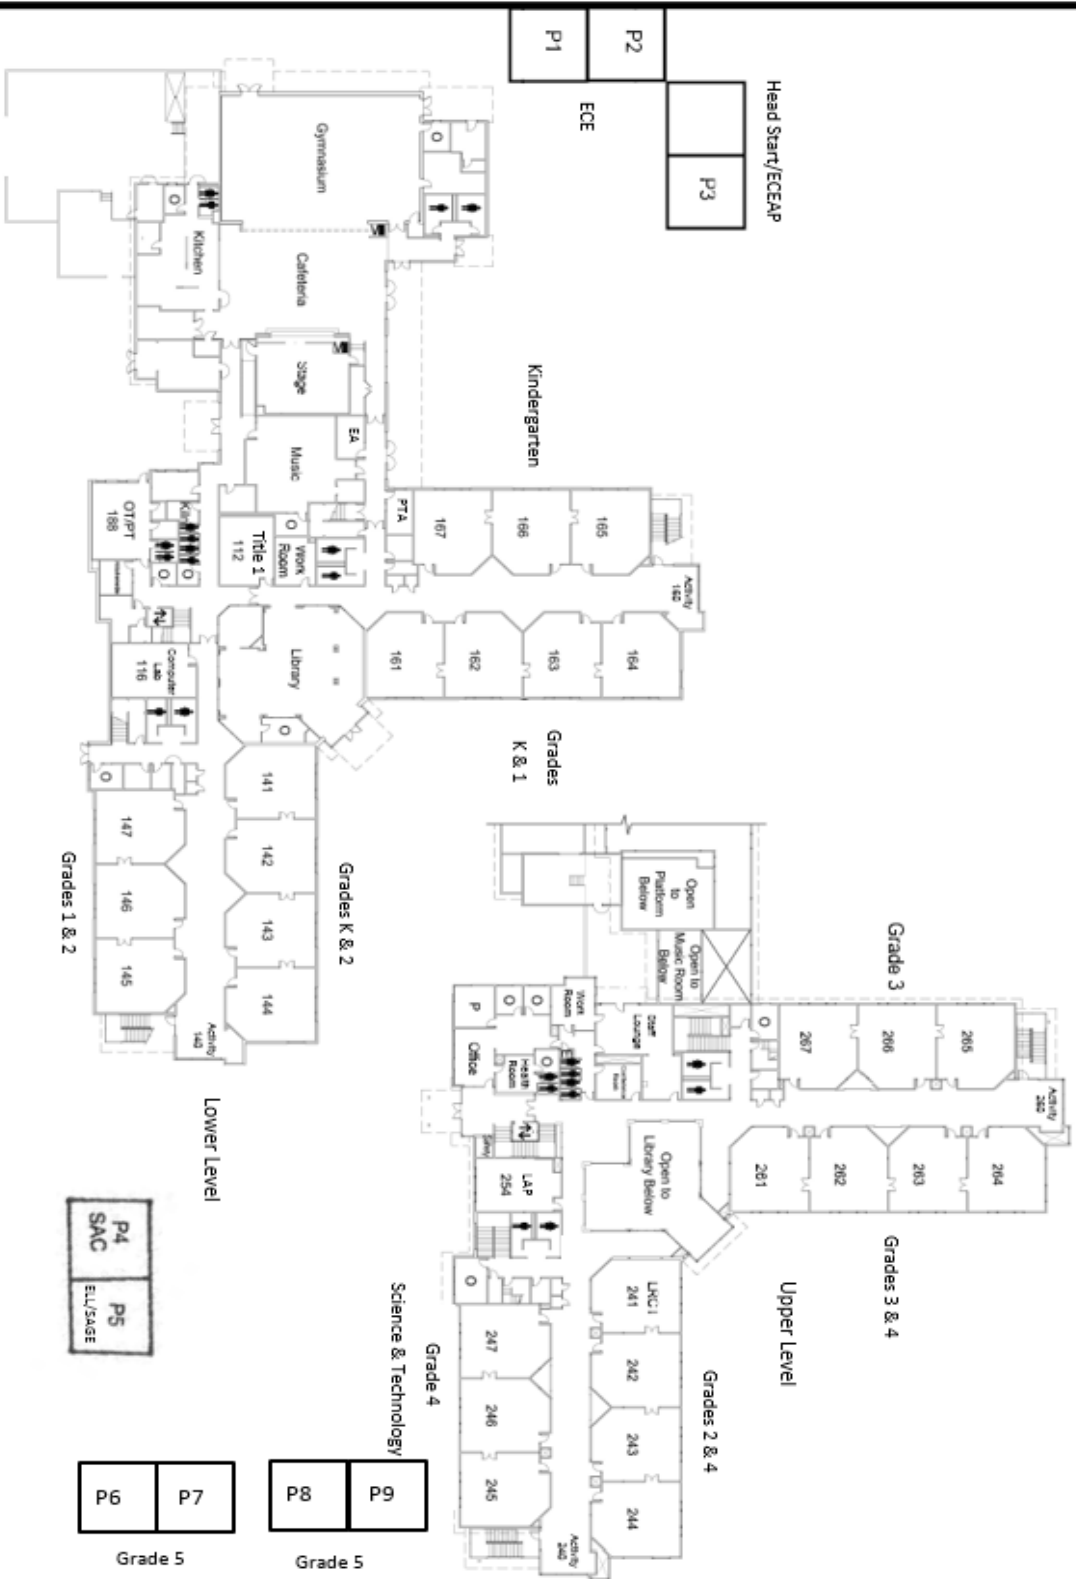 P1
P2
ECE
P3
Head Start/ECEAP
Gymnasium
Kitchen
Cafeteria
Stage
EA
Music
Kindergarten
PTA
167
166
165
Activity
160
OT/PT
188
Kiln
Title 1
112
Work
Room
Library
161
162
163
164
Computer
Lab
116
Grades
K & 1
141
142
143
144
147
146
145
Grades K & 2
Grades 1 & 2
Activity
140
Lower Level
Open
to
Platform
Below
Open to
Music Room
Below
Grade 3
Work
Room
Staff
Lounge
Conference
Room
P
Office
Health
Room
267
266
265
Activity
260
Open to
Library Below
261
262
263
264
Safety
LAP
254
Grades 3 & 4
Upper Level
241
242
243
244
Grades 2 & 4
247
246
245
Grade 4
Science & Technology
Activity
240
P4
SAC
P5
ELL/SAGE
P6
P7
Grade 5
P8
P9
Grade 5